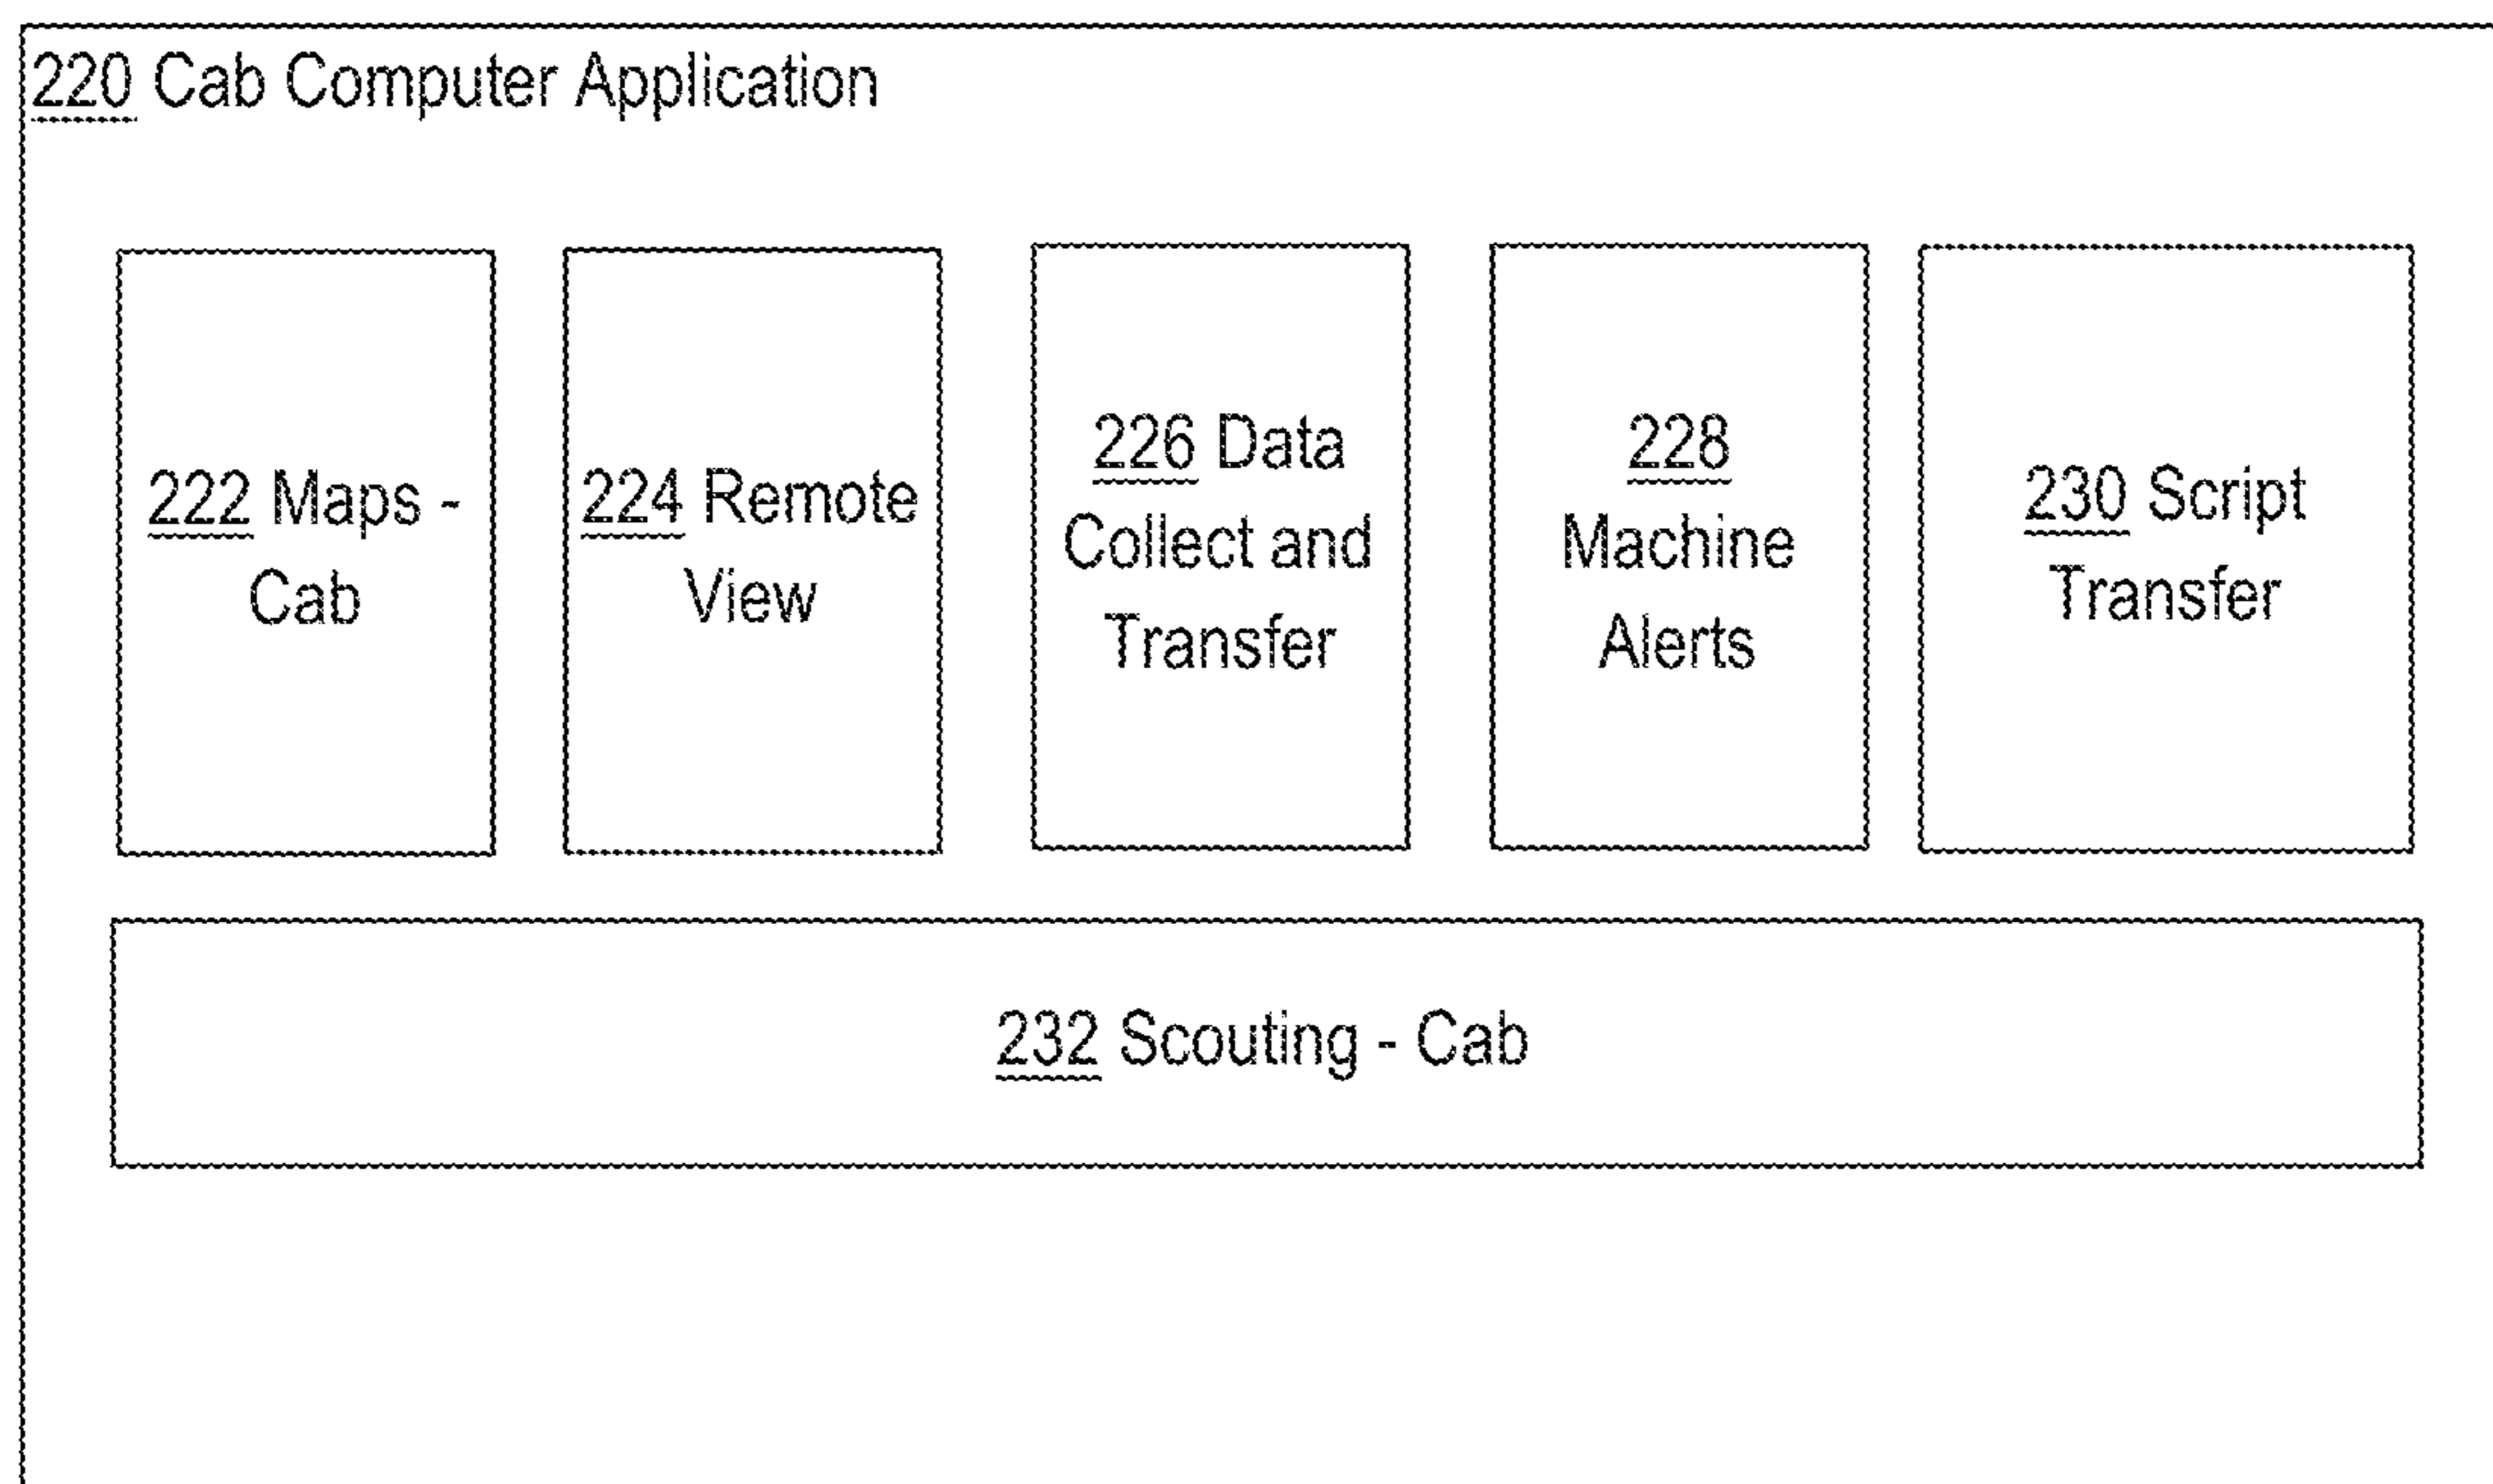 220 Cab Computer Application
222 Maps -
Cab
224 Remote
View
226 Data
Collect and
Transfer
228
Machine
Alerts
230 Script
Transfer
232 Scouting - Cab